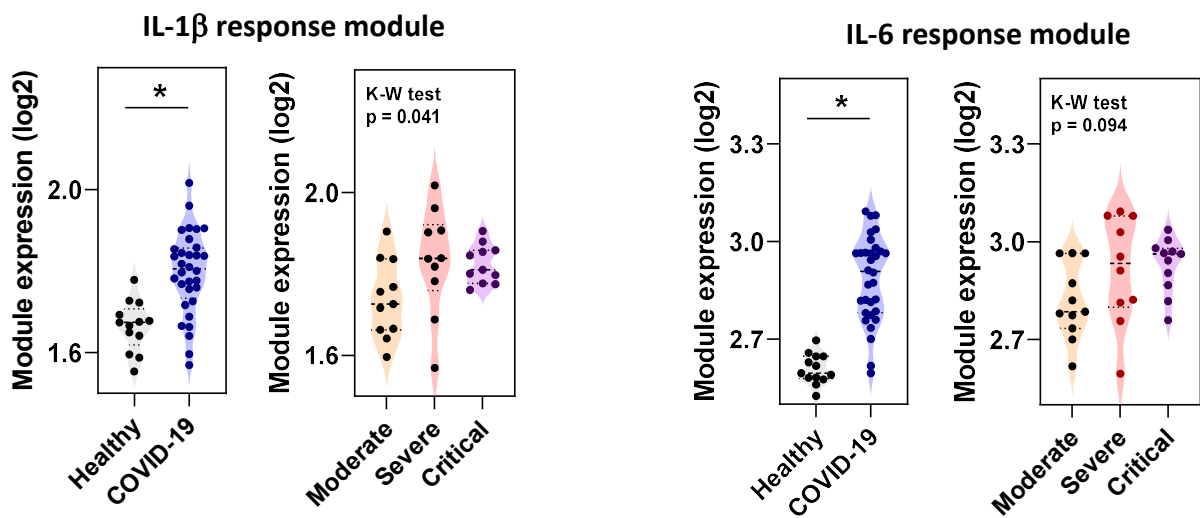 IL-1β response module
Module expression (log2)
2.0
1.6
*
Healthy
COVID-19
Module expression (log2)
2.0
1.6
K-W test
p = 0.041
Moderate
Severe
Critical
IL-6 response module
Module expression (log2)
3.3
3.0
2.7
*
Healthy
COVID-19
Module expression (log2)
3.3
3.0
2.7
K-W test
p = 0.094
Moderate
Severe
Critical